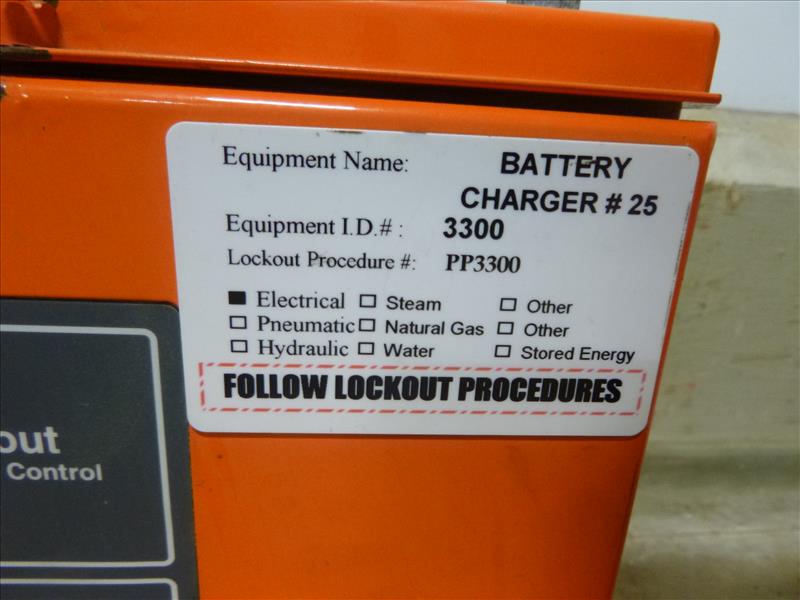 Equipment Name: BATTERY
CHARGER # 25
Equipment I.D.# : 3300
Lockout Procedure #: PP3300
■ Electrical □ Steam □ Other
□ Pneumatic □ Natural Gas □ Other
□ Hydraulic □ Water □ Stored Energy
FOLLOW LOCKOUT PROCEDURES
out
Control